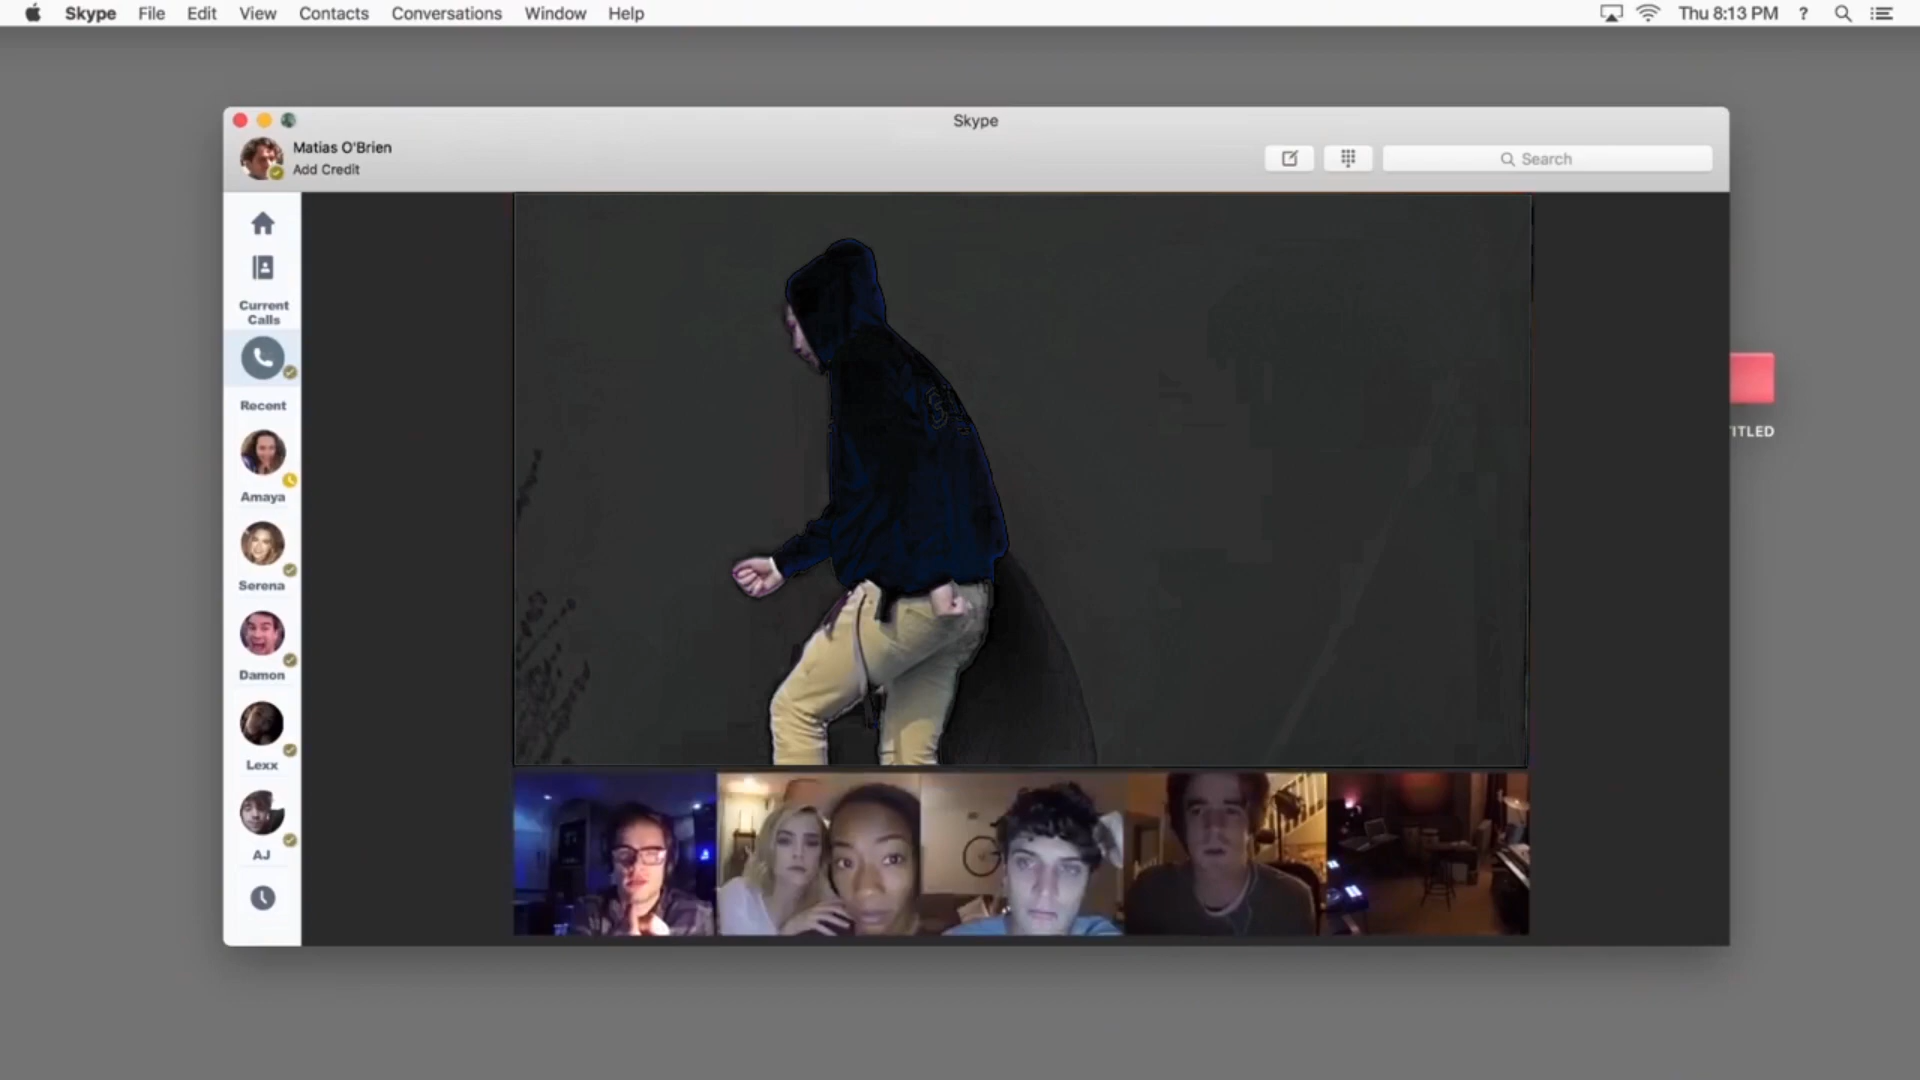 Skype File Edit View Contacts Conversations Window Help Thu 8:13 PM ?
Skype
Matias O'Brien
Add Credit
Search
Current
Calls
Recent
Amaya
Serena
Damon
Lexx
AJ
TITLED